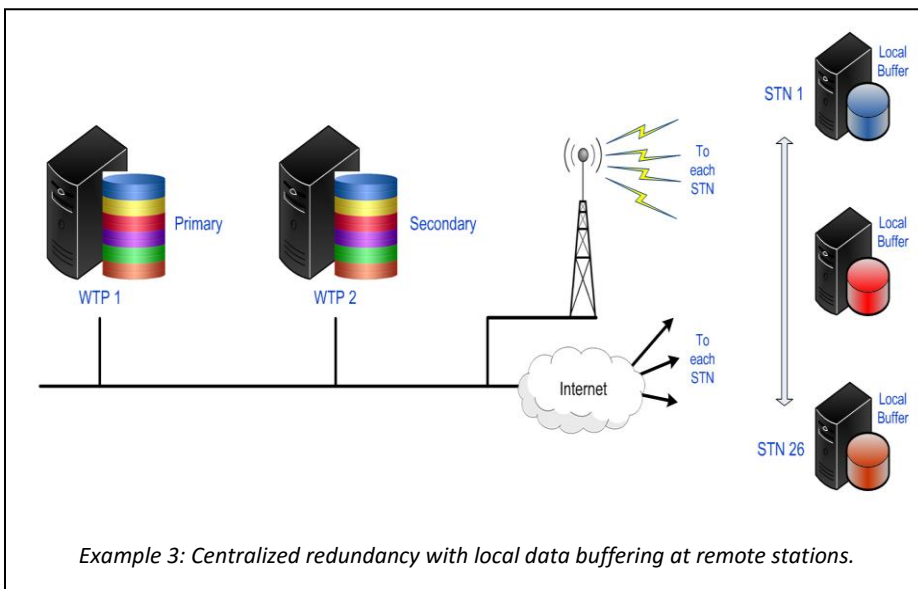 Local
Buffer
STN 1
To
each
STN
Primary
Secondary
WTP 1
WTP 2
Local
Buffer
To
each
STN
Internet
Local
Buffer
STN 26
Example 3: Centralized redundancy with local data buffering at remote stations.